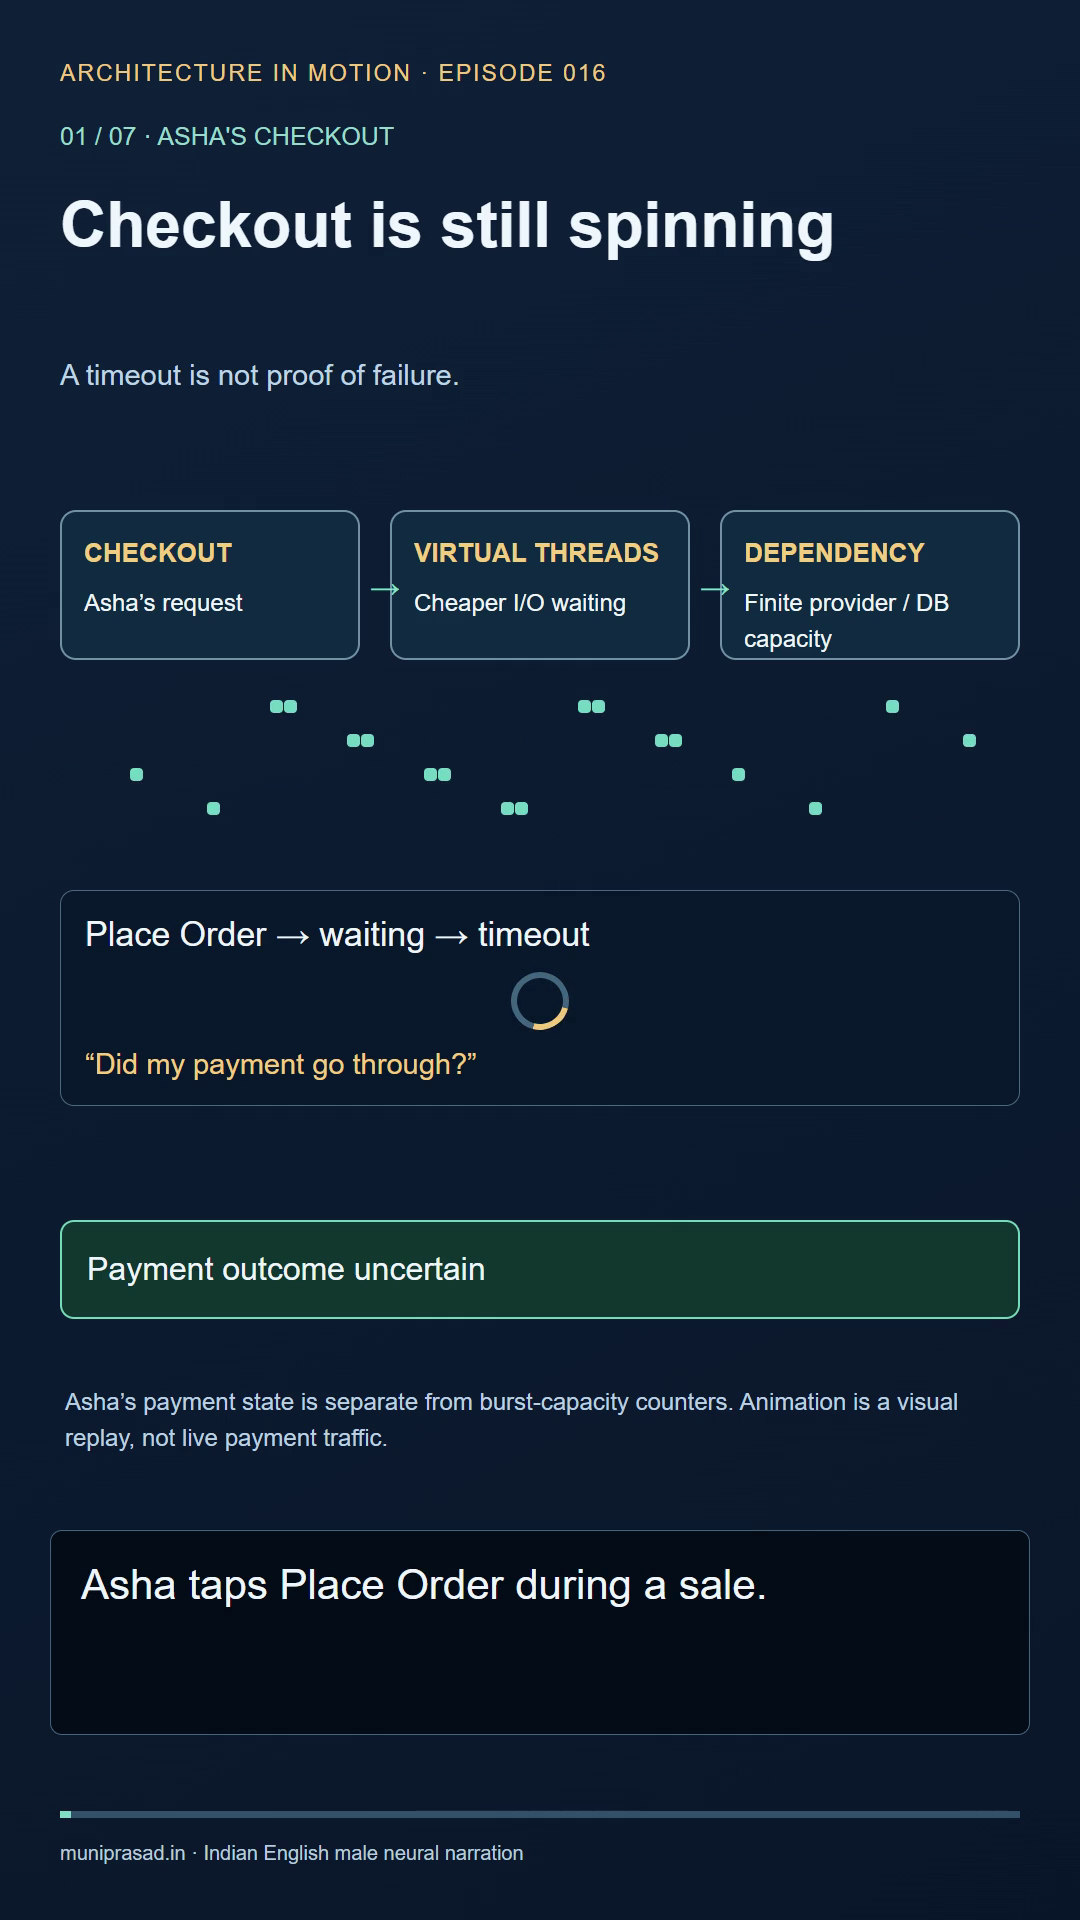 ARCHITECTURE IN MOTION · EPISODE 016
01 / 07 · ASHA'S CHECKOUT
Checkout is still spinning
A timeout is not proof of failure.
CHECKOUT
Asha’s request
→
VIRTUAL THREADS
Cheaper I/O waiting
→
DEPENDENCY
Finite provider / DB
capacity
Place Order → waiting → timeout
“Did my payment go through?”
Payment outcome uncertain
Asha’s payment state is separate from burst-capacity counters. Animation is a visual
replay, not live payment traffic.
Asha taps Place Order during a sale.
muniprasad.in · Indian English male neural narration